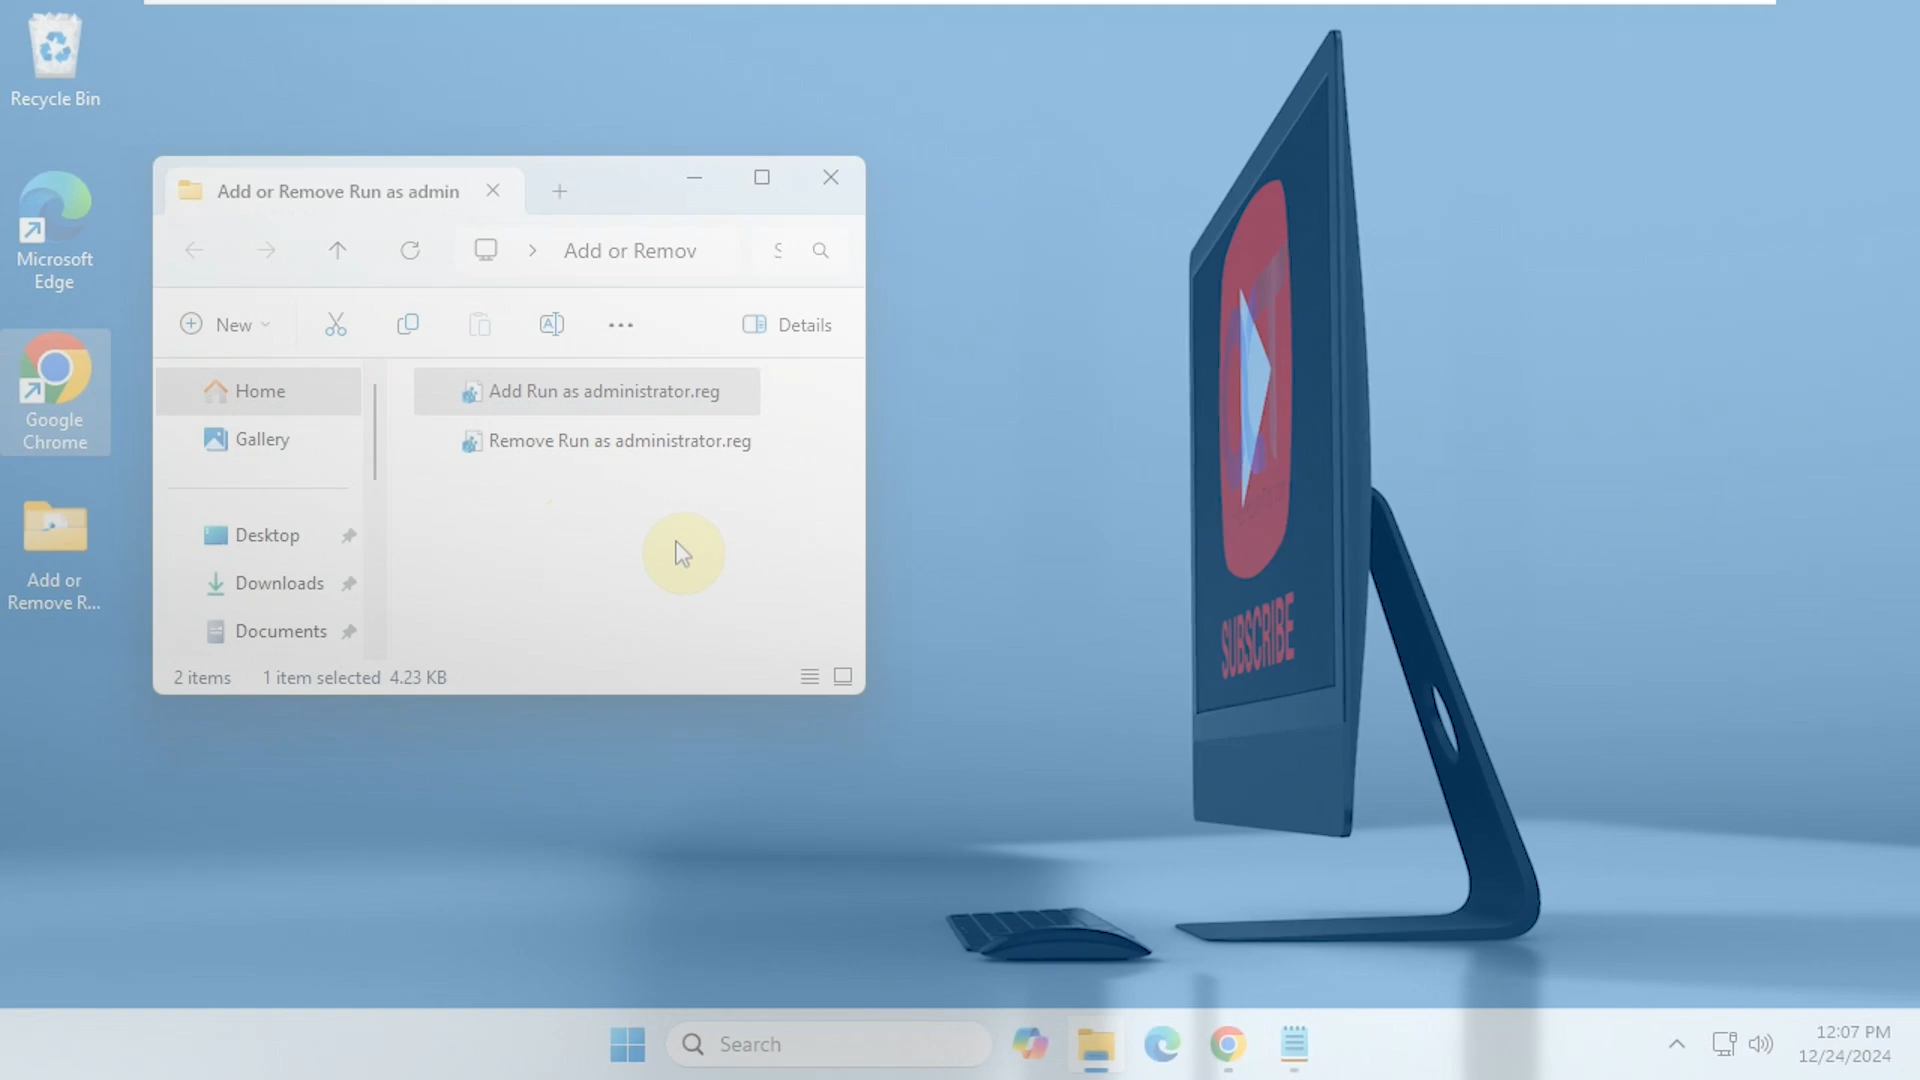 Recycle Bin
Microsoft
Edge
Google
Chrome
Add or
Remove R...
Add or Remove Run as admin
Add or Remov
S
New
Details
Home
Gallery
Desktop
Downloads
Documents
Add Run as administrator.reg
Remove Run as administrator.reg
2 items
1 item selected 4.23 KB
SUBSCRIBE
Search
12:07 PM
12/24/2024